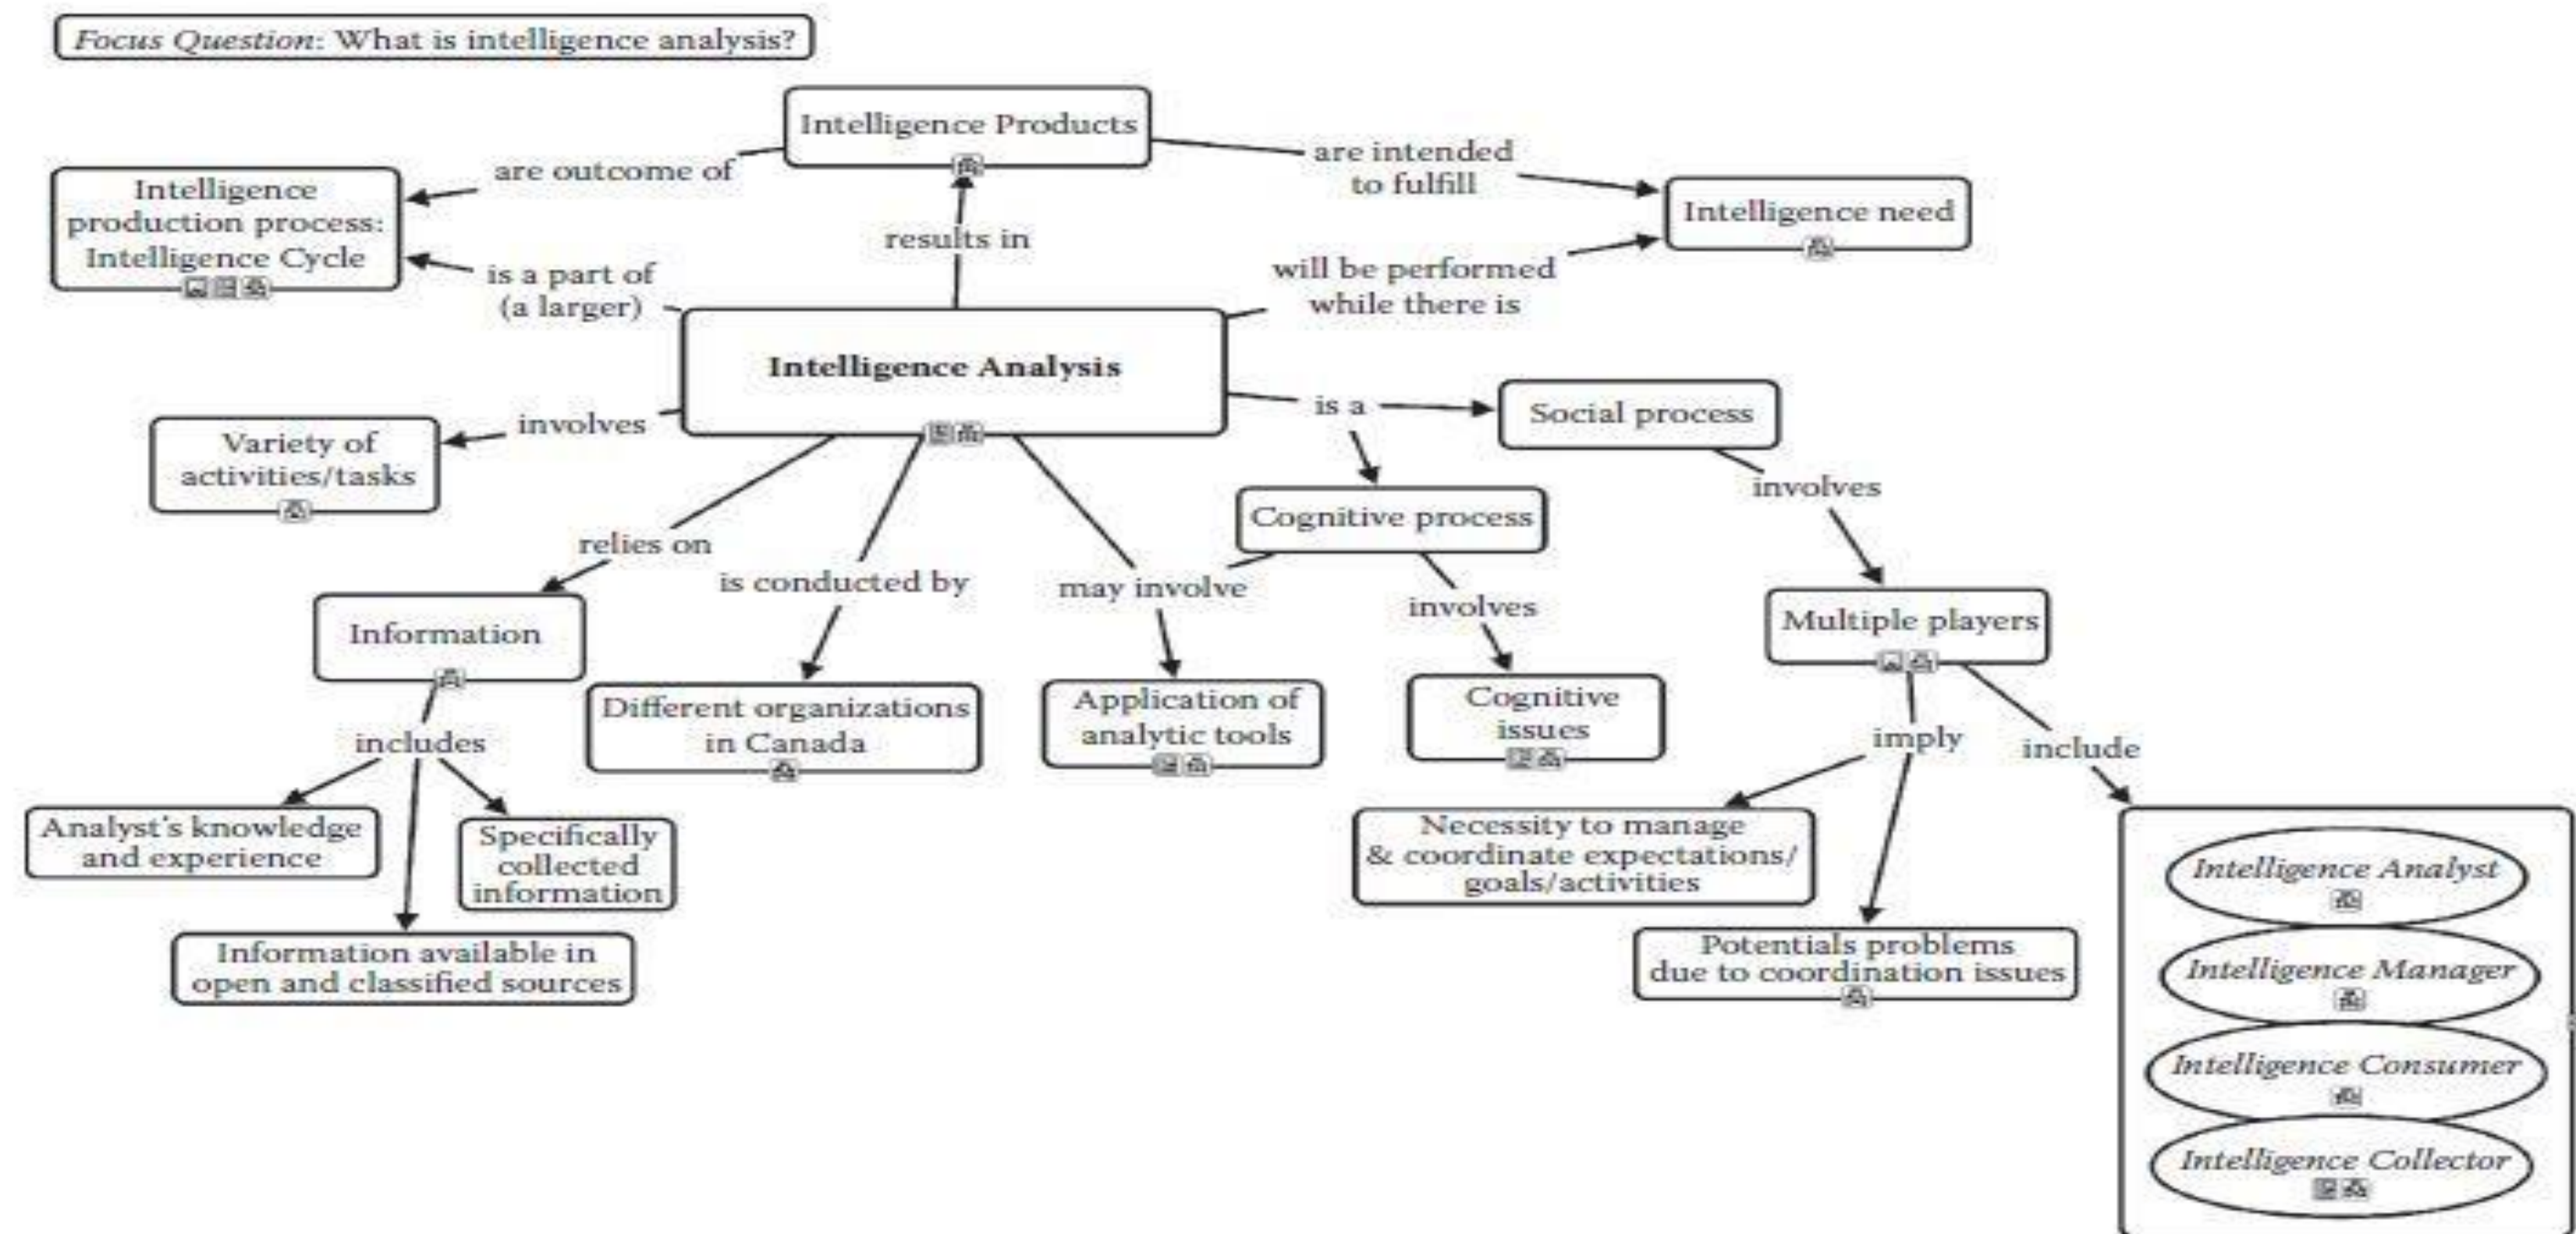 Focus Question: What is intelligence analysis?
Intelligence Products
are outcome of
are intended
to fulfill
Intelligence
production process:
Intelligence Cycle
Intelligence need
results in
is a part of
(a larger)
will be performed
while there is
Intelligence Analysis
is a
Social process
involves
Variety of
activities/tasks
involves
Cognitive process
relies on
is conducted by
may involve
involves
Information
Multiple players
Different organizations
in Canada
Application of
analytic tools
Cognitive
issues
includes
imply
include
Analyst's knowledge
and experience
Specifically
collected
information
Necessity to manage
& coordinate expectations/
goals/activities
Information available in
open and classified sources
Potentials problems
due to coordination issues
Intelligence Analyst
Intelligence Manager
Intelligence Consumer
Intelligence Collector